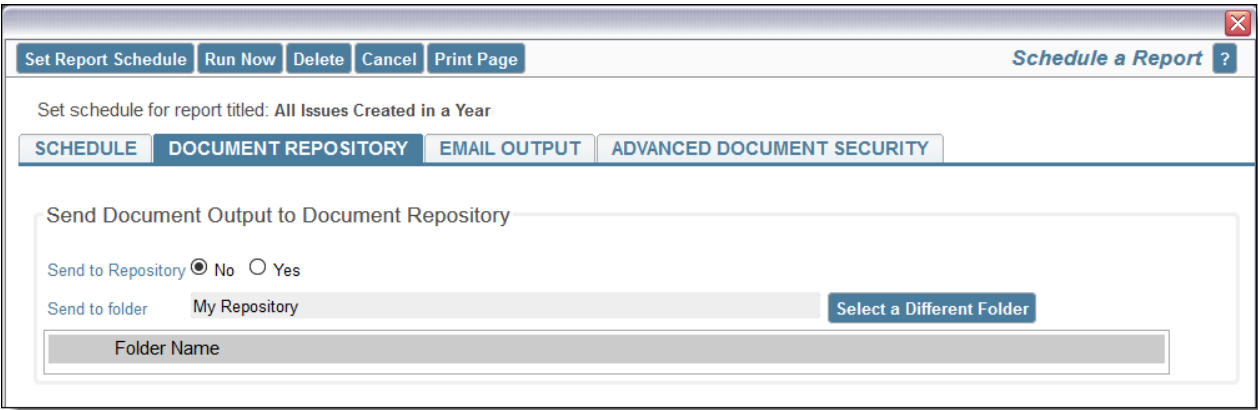 Set Report Schedule Run Now Delete Cancel Print Page Schedule a Report ?
Set schedule for report titled: All Issues Created in a Year
SCHEDULE DOCUMENT REPOSITORY EMAIL OUTPUT ADVANCED DOCUMENT SECURITY
Send Document Output to Document Repository
Send to Repository No Yes
Send to folder My Repository Select a Different Folder
Folder Name